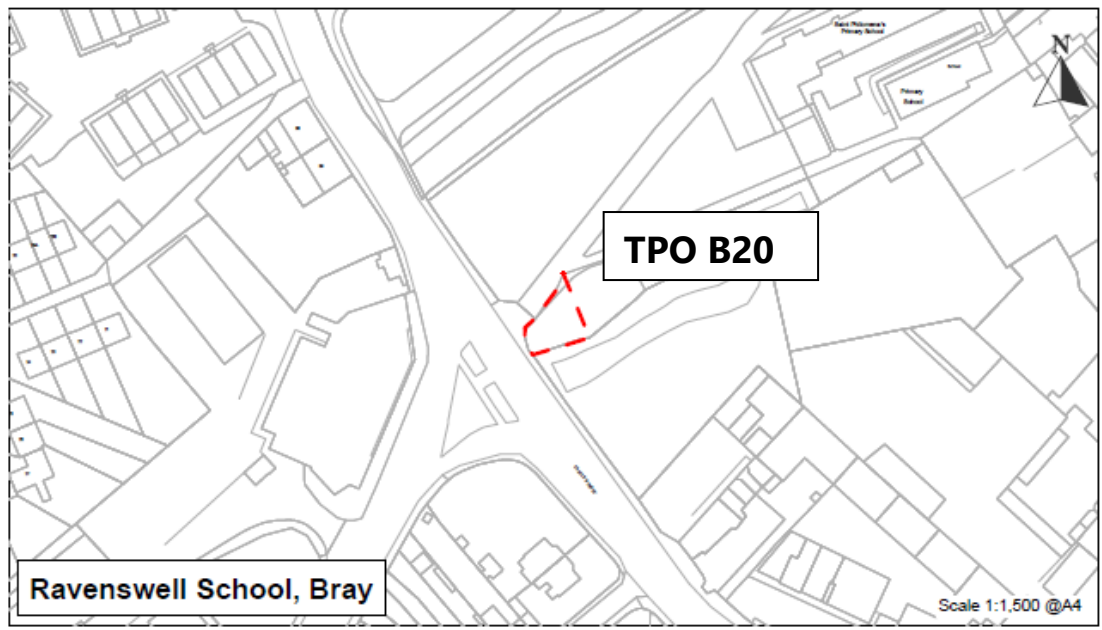 Saint Philomena's
Primary School
N
Primary
School
TPO B20
Ravenswell School, Bray
Scale 1:1,500 @A4